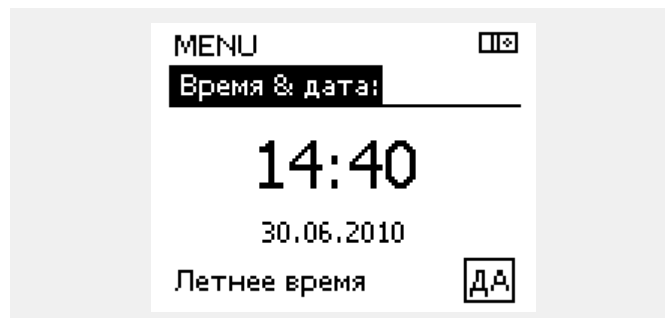 MENU
Время & дата:
14:40
30.06.2010
Летнее время ДА